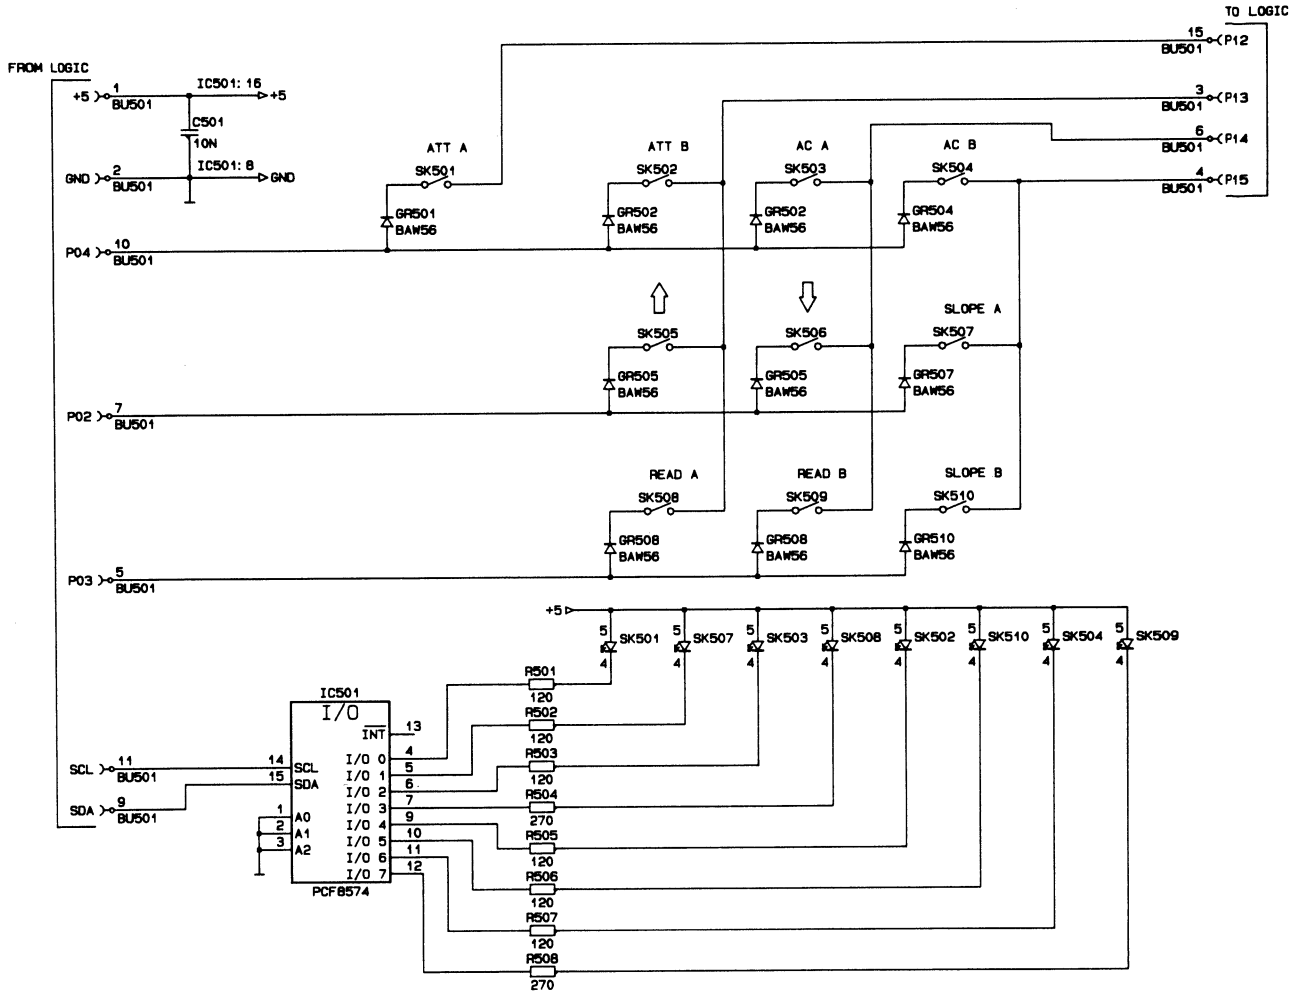 TO LOGIC
15
BU501
P12
FROM LOGIC
+5
1
BU501
IC501: 16
+5
3
BU501
P13
C501
10N
6
BU501
P14
ATT A
SK501
ATT B
SK502
AC A
SK503
AC B
SK504
GND
2
BU501
IC501: 8
GND
4
BU501
P15
GR501
BAW56
GR502
BAW56
GR502
BAW56
GR504
BAW56
P04
10
BU501
SK505
SK506
SLOPE A
SK507
GR505
BAW56
GR505
BAW56
GR507
BAW56
P02
7
BU501
READ A
SK508
READ B
SK509
SLOPE B
SK510
GR508
BAW56
GR508
BAW56
GR510
BAW56
P03
5
BU501
+5
5
SK501
4
5
SK507
4
5
SK503
4
5
SK508
4
5
SK502
4
5
SK510
4
5
SK504
4
5
SK509
4
R501
120
R502
120
R503
120
R504
270
R505
120
R506
120
R507
120
R508
270
IC501
I/O
INT
13
I/O 0
4
I/O 1
5
I/O 2
6
I/O 3
7
I/O 4
9
I/O 5
10
I/O 6
11
I/O 7
12
SCL
11
BU501
14
SCL
SDA
9
BU501
15
SDA
1
A0
2
A1
3
A2
PCF8574